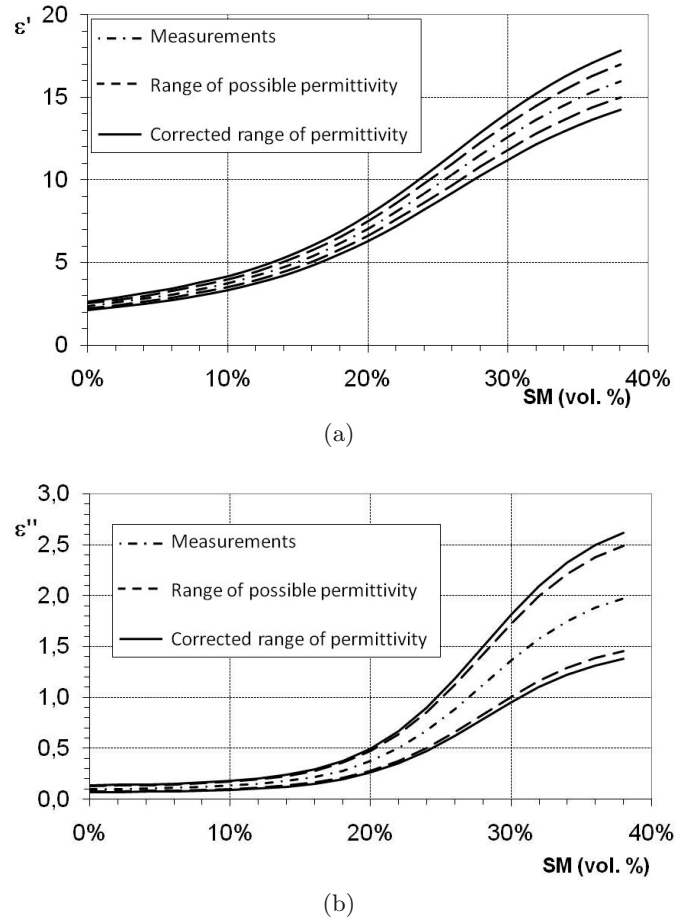 ε'
20
15
10
5
0
Measurements
Range of possible permittivity
Corrected range of permittivity
0% 10% 20% 30% 40%
SM (vol. %)
(a)
ε"
3,0
2,5
2,0
1,5
1,0
0,5
0,0
Measurements
Range of possible permittivity
Corrected range of permittivity
0% 10% 20% 30% 40%
SM (vol. %)
(b)